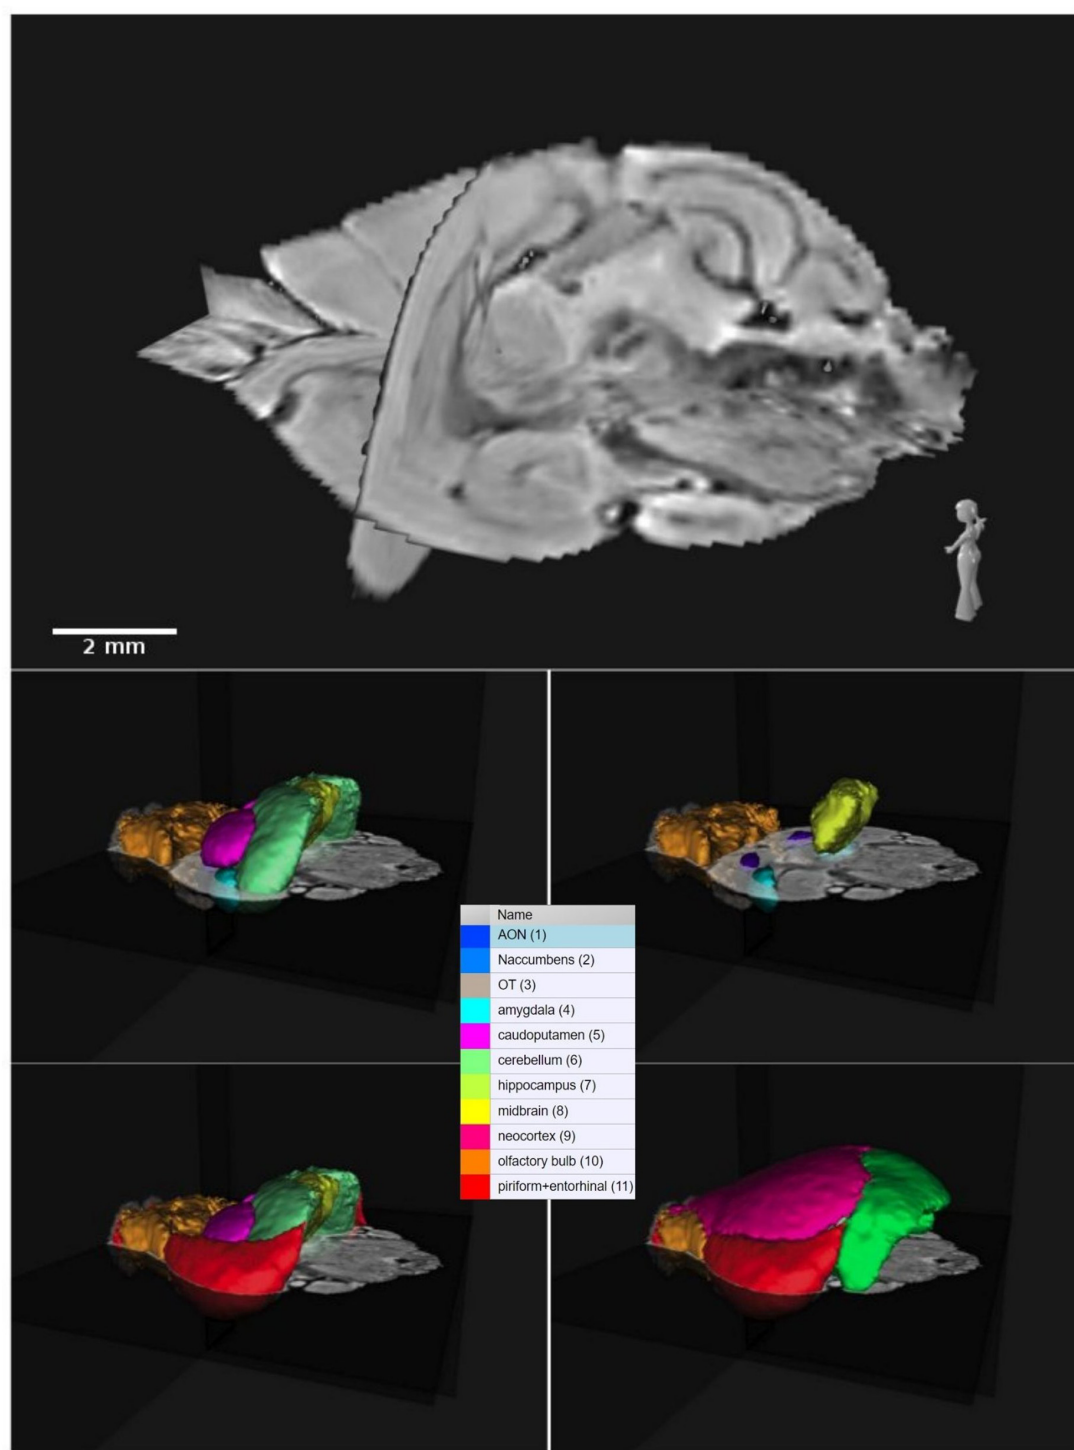 2 mm
Name
AON (1)
Naccumbens (2)
OT (3)
amygdala (4)
caudoputamen (5)
cerebellum (6)
hippocampus (7)
midbrain (8)
neocortex (9)
olfactory bulb (10)
piriform+entorhinal (11)